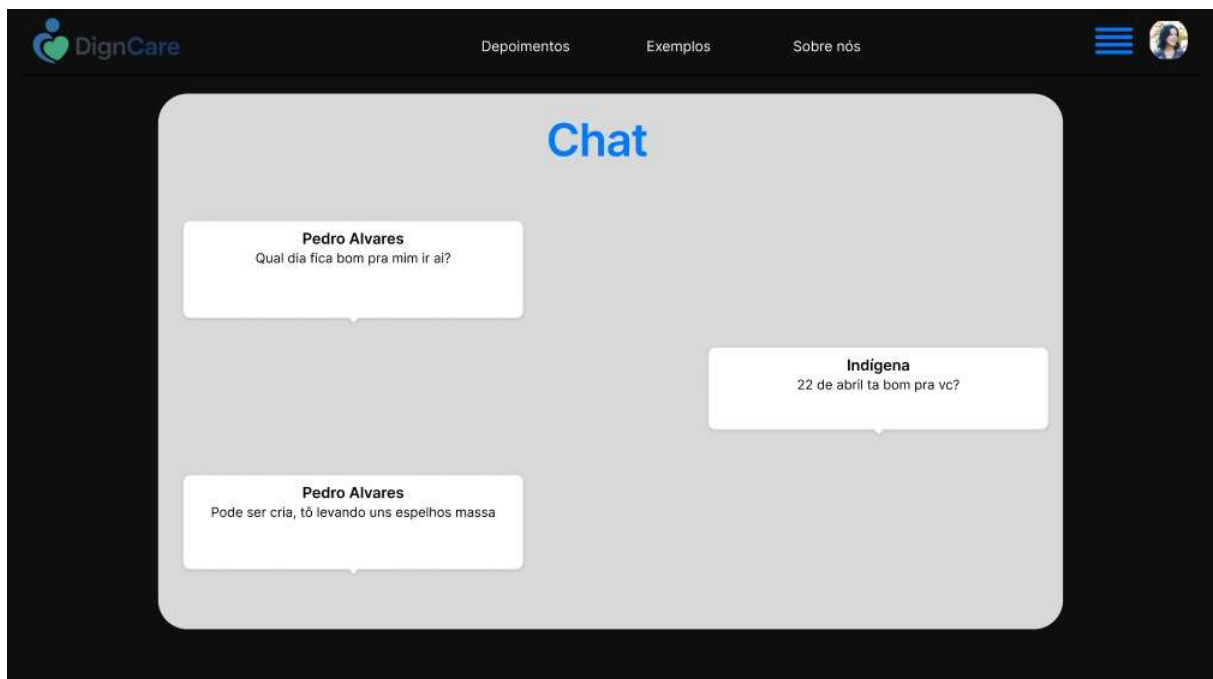 DignCare
Depoimentos Exemplos Sobre nós
Chat
Pedro Alvares
Qual dia fica bom pra mim ir ai?
Indígena
22 de abril ta bom pra vc?
Pedro Alvares
Pode ser cria, tô levando uns espelhos massa